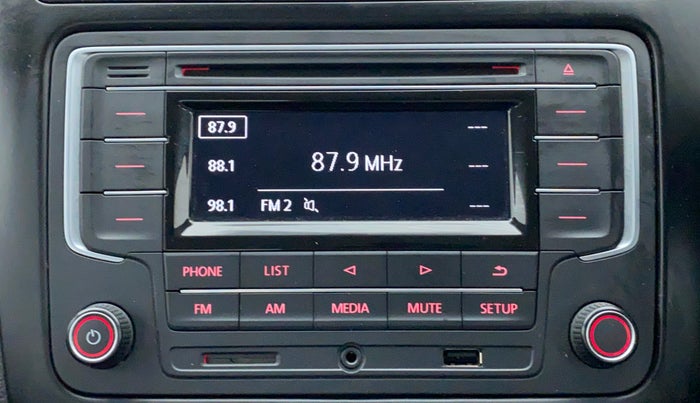 87.9
---
88.1
87.9 MHz
---
98.1
FM 2
---
PHONE
LIST
FM
AM
MEDIA
MUTE
SETUP